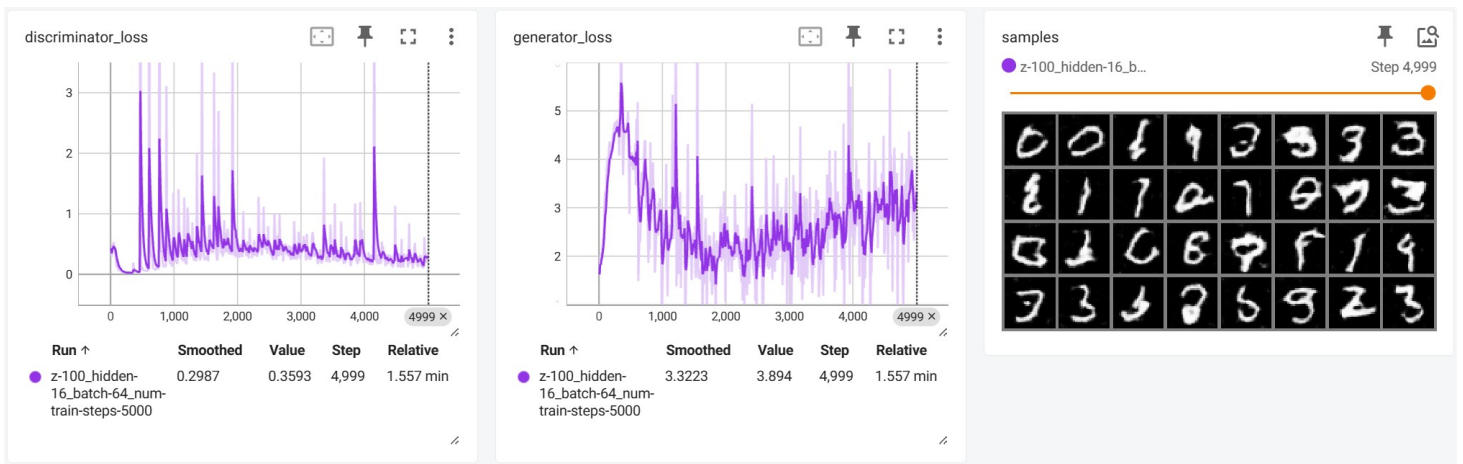 discriminator_loss
3
2
1
0
0 1,000 2,000 3,000 4,000 4999 ×
Run ↑ Smoothed Value Step Relative
z-100_hidden- 0.2987 0.3593 4,999 1.557 min
16_batch-64_num-
train-steps-5000
generator_loss
5
4
3
2
0 1,000 2,000 3,000 4,000 4999 ×
Run ↑ Smoothed Value Step Relative
z-100_hidden- 3.3223 3.894 4,999 1.557 min
16_batch-64_num-
train-steps-5000
samples
z-100_hidden-16_b... Step 4,999